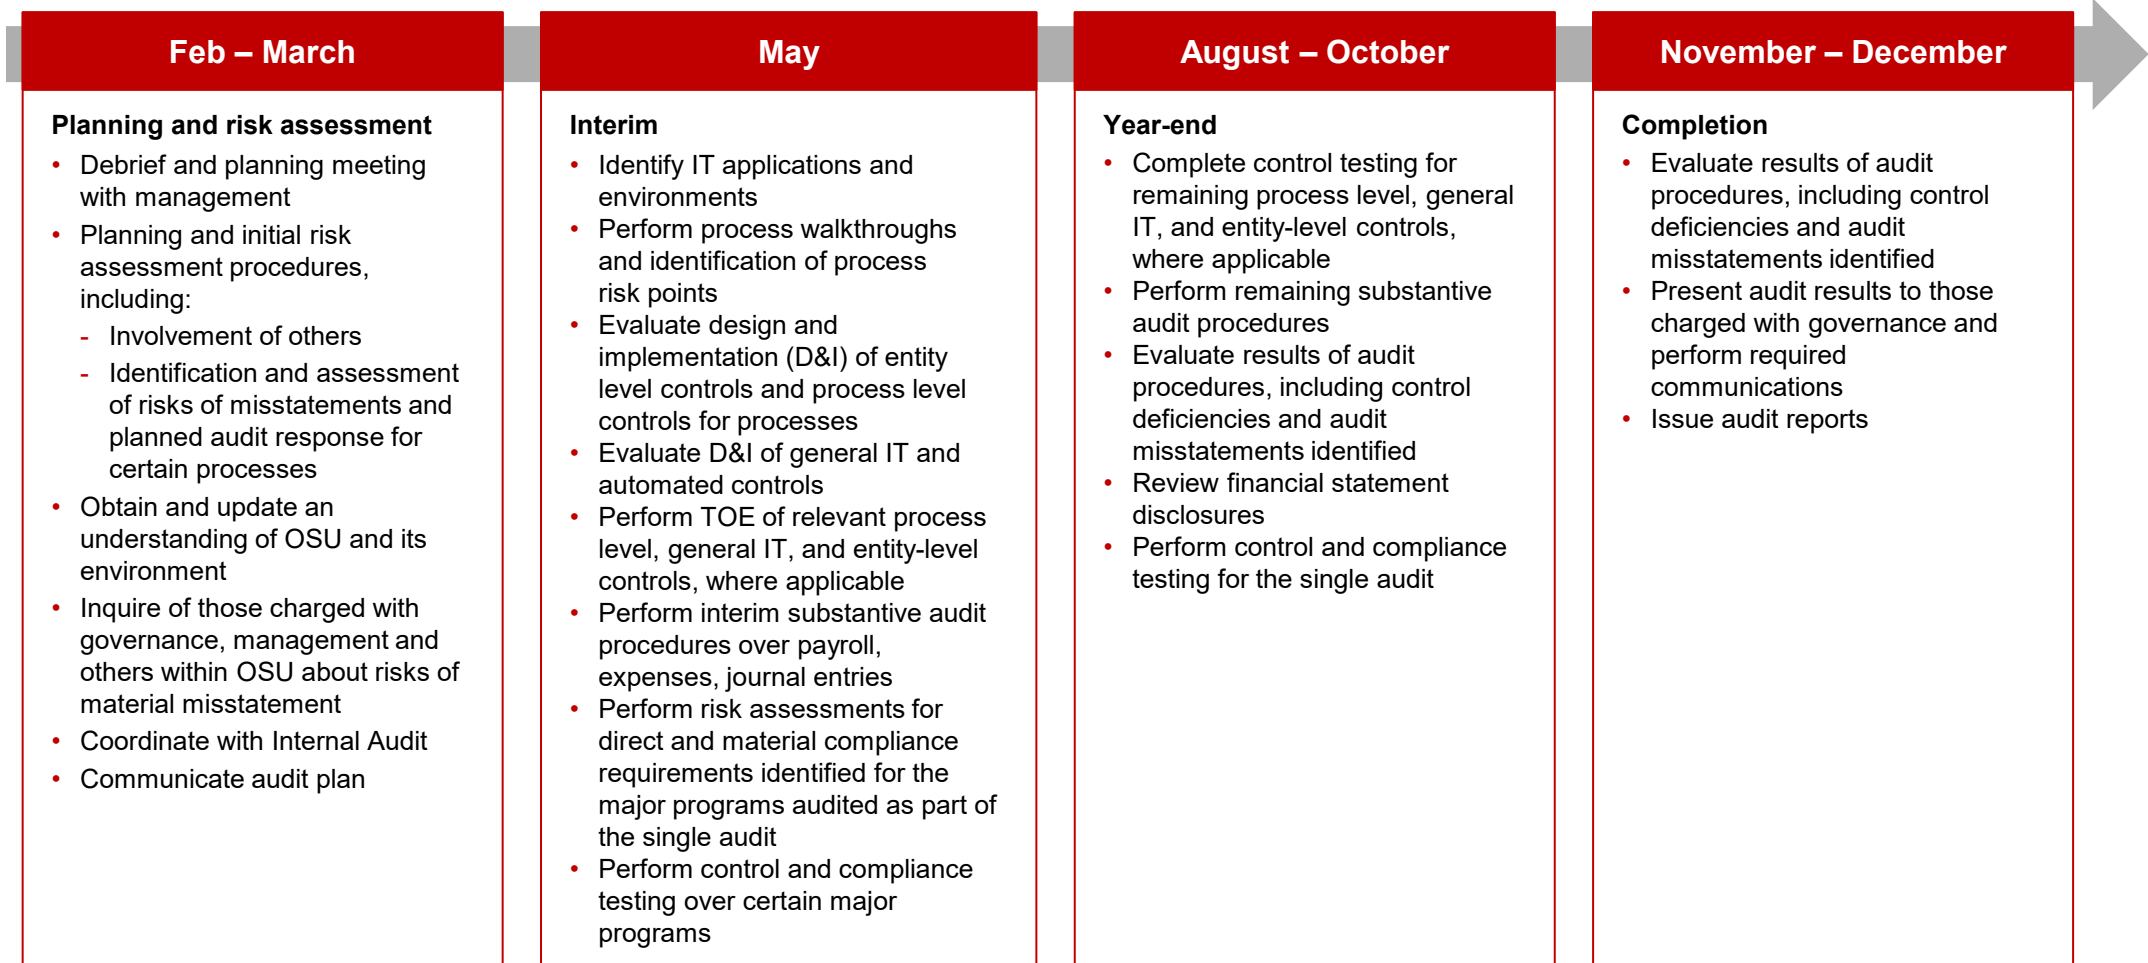 Feb – March
Planning and risk assessment
• Debrief and planning meeting
with management
• Planning and initial risk
assessment procedures,
including:
- Involvement of others
- Identification and assessment
of risks of misstatements and
planned audit response for
certain processes
• Obtain and update an
understanding of OSU and its
environment
• Inquire of those charged with
governance, management and
others within OSU about risks of
material misstatement
• Coordinate with Internal Audit
• Communicate audit plan
May
Interim
• Identify IT applications and
environments
• Perform process walkthroughs
and identification of process
risk points
• Evaluate design and
implementation (D&I) of entity
level controls and process level
controls for processes
• Evaluate D&I of general IT and
automated controls
• Perform TOE of relevant process
level, general IT, and entity-level
controls, where applicable
• Perform interim substantive audit
procedures over payroll,
expenses, journal entries
• Perform risk assessments for
direct and material compliance
requirements identified for the
major programs audited as part of
the single audit
• Perform control and compliance
testing over certain major
programs
August – October
Year-end
• Complete control testing for
remaining process level, general
IT, and entity-level controls,
where applicable
• Perform remaining substantive
audit procedures
• Evaluate results of audit
procedures, including control
deficiencies and audit
misstatements identified
• Review financial statement
disclosures
• Perform control and compliance
testing for the single audit
November – December
Completion
• Evaluate results of audit
procedures, including control
deficiencies and audit
misstatements identified
• Present audit results to those
charged with governance and
perform required
communications
• Issue audit reports